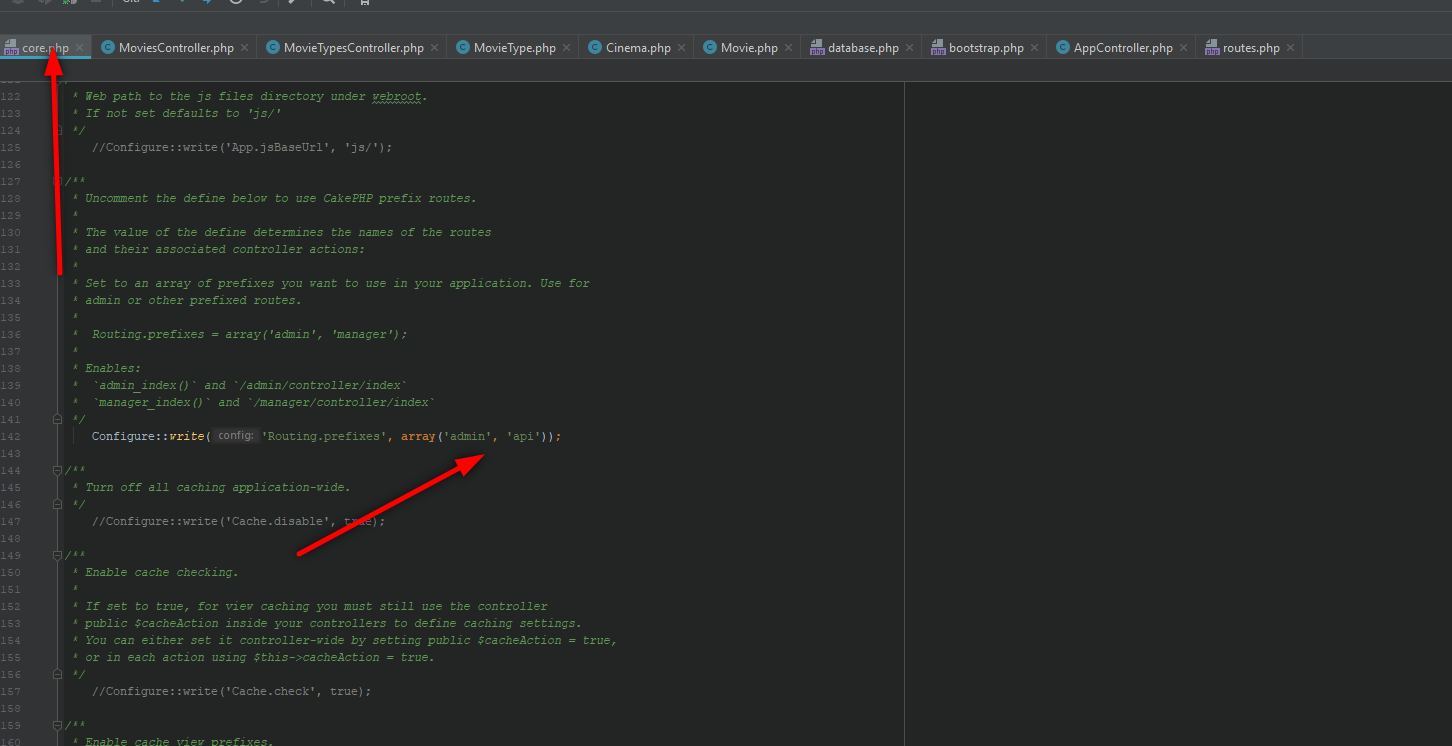 Git:
core.php MoviesController.php MovieTypesController.php MovieType.php Cinema.php Movie.php database.php bootstrap.php AppController.php routes.php
122 * Web path to the js files directory under webroot.
123 * If not set defaults to 'js/'
124 */
125 //Configure::write('App.jsBaseUrl', 'js/');
126
127 /**
128 * Uncomment the define below to use CakePHP prefix routes.
129 *
130 * The value of the define determines the names of the routes
131 * and their associated controller actions:
132 *
133 * Set to an array of prefixes you want to use in your application. Use for
134 * admin or other prefixed routes.
135 *
136 * Routing.prefixes = array('admin', 'manager');
137 *
138 * Enables:
139 * `admin_index()` and `/admin/controller/index`
140 * `manager_index()` and `/manager/controller/index`
141 */
142 Configure::write( config: 'Routing.prefixes', array('admin', 'api'));
143
144 /**
145 * Turn off all caching application-wide.
146 */
147 //Configure::write('Cache.disable', true);
148
149 /**
150 * Enable cache checking.
151 *
152 * If set to true, for view caching you must still use the controller
153 * public $cacheAction inside your controllers to define caching settings.
154 * You can either set it controller-wide by setting public $cacheAction = true,
155 * or in each action using $this->cacheAction = true.
156 */
157 //Configure::write('Cache.check', true);
158
159 /**
160 * Enable cache view prefixes.